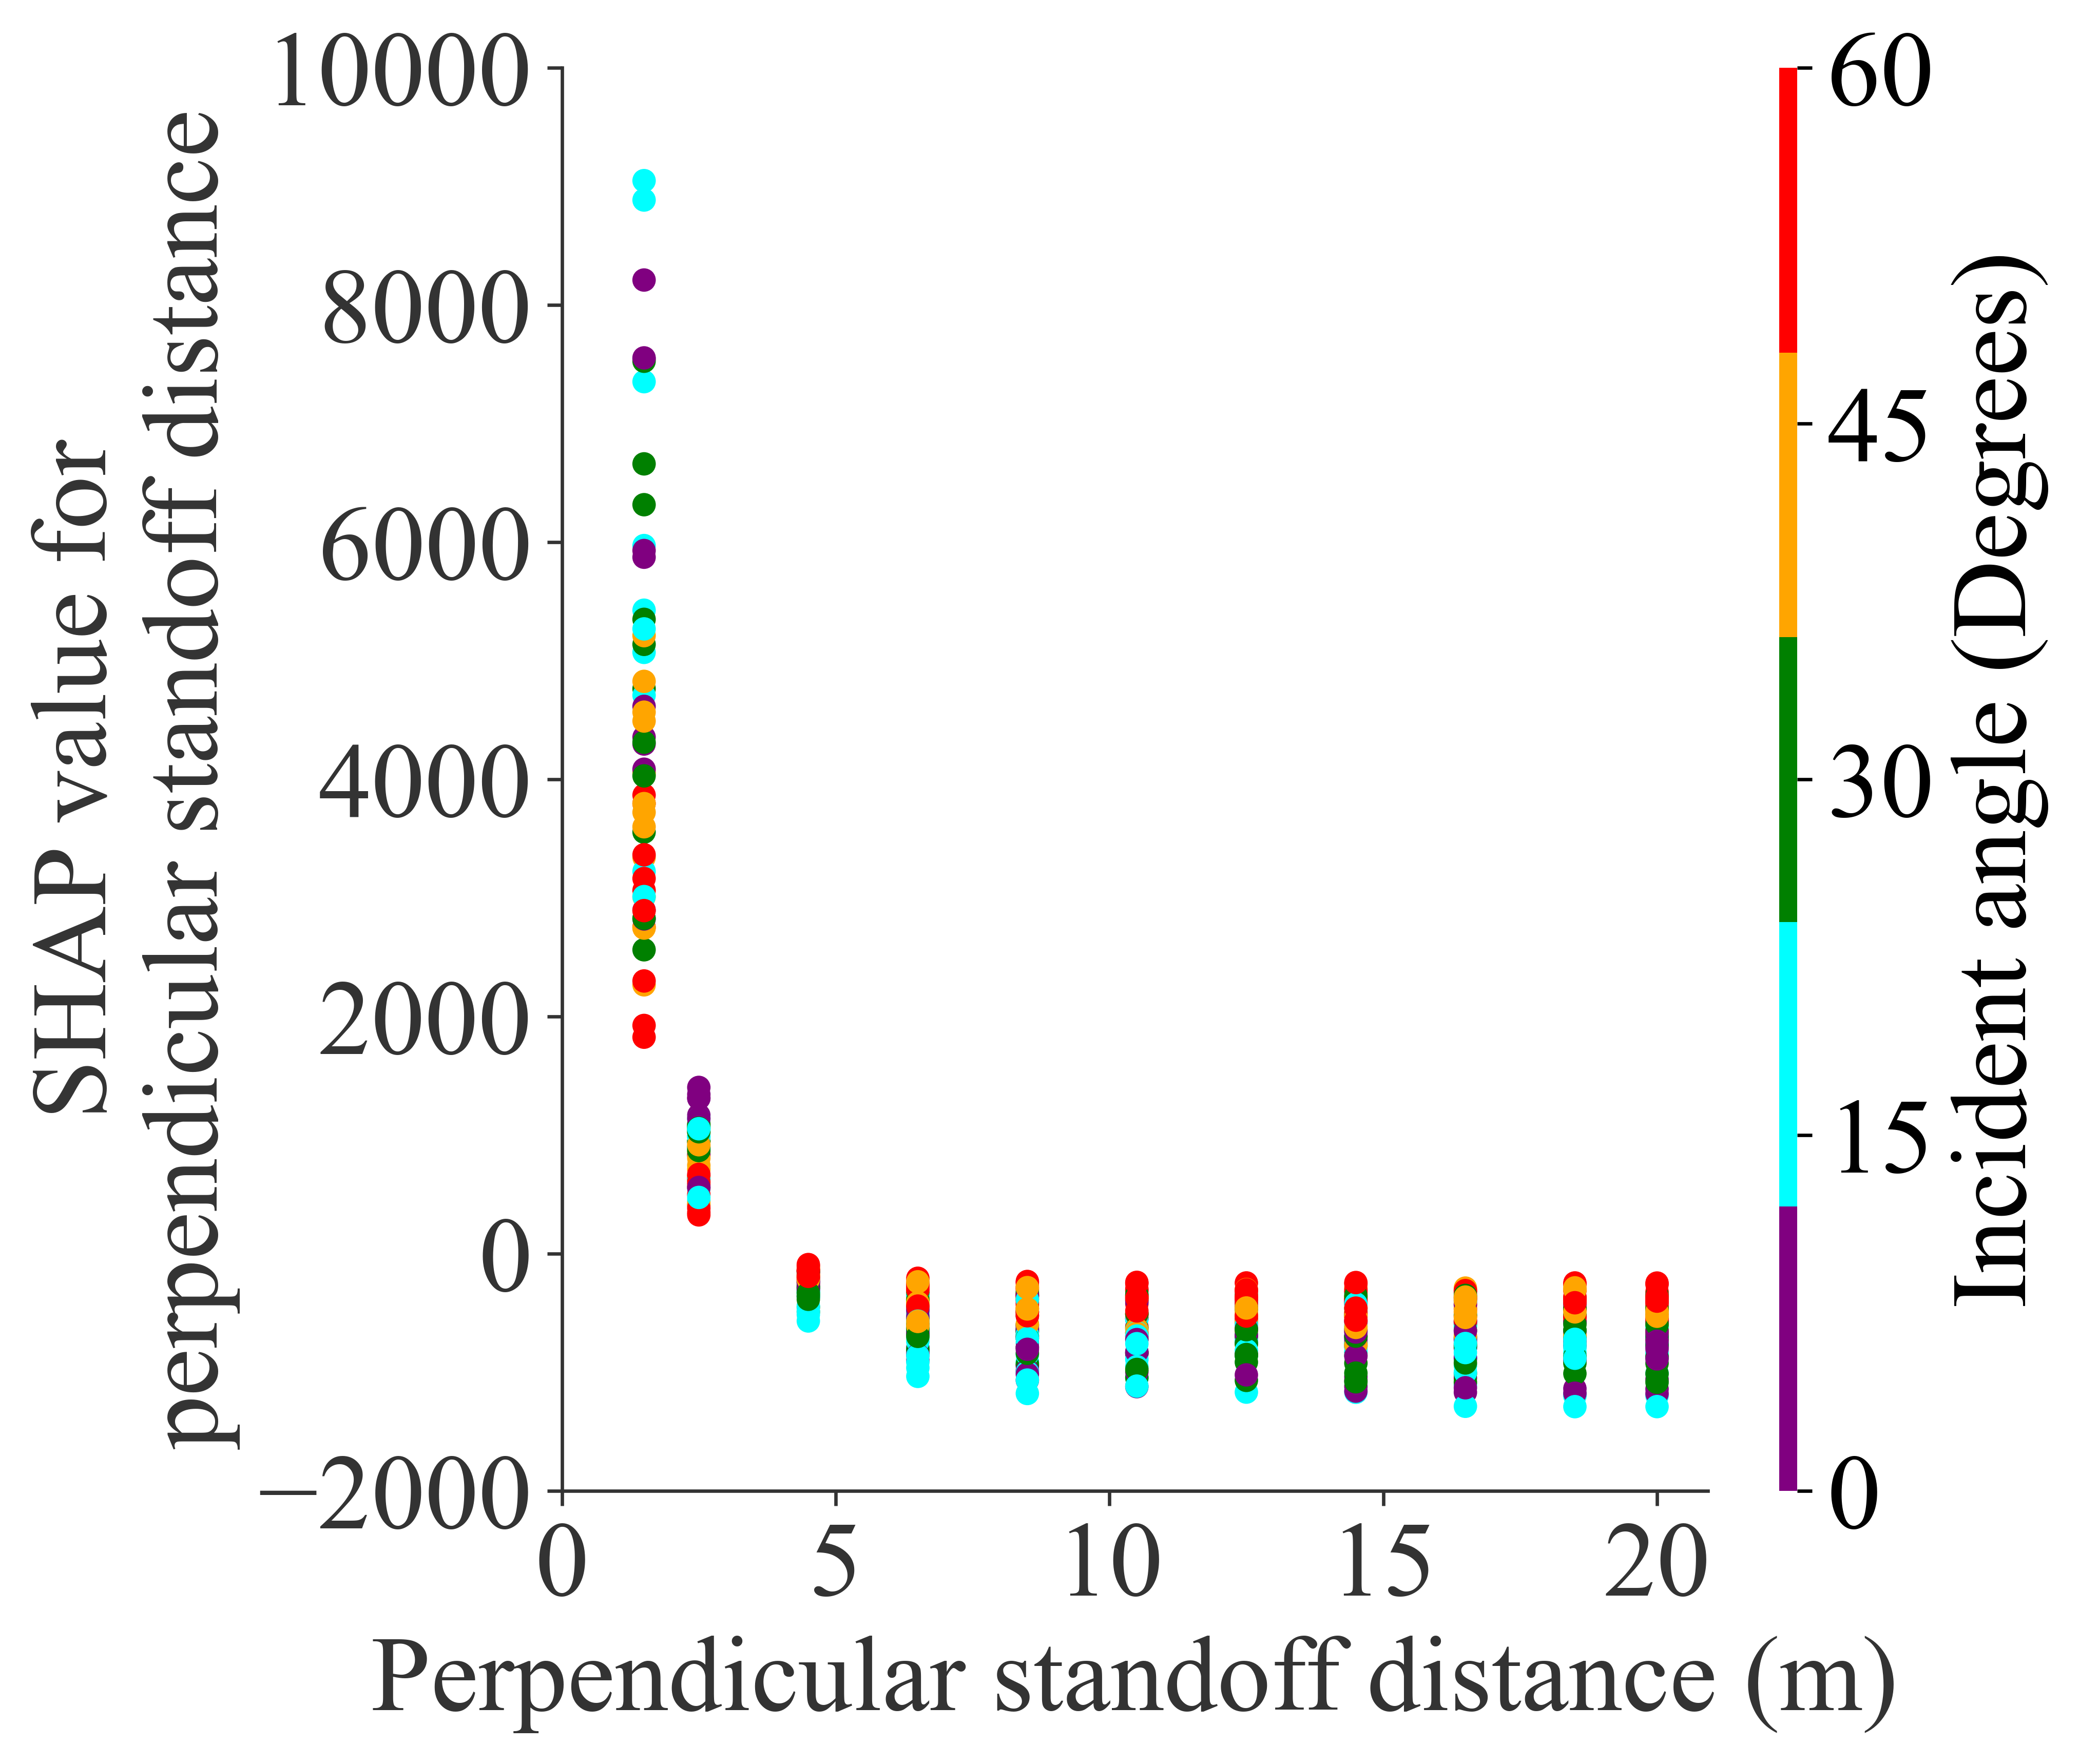 SHAP value for
perpendicular standoff distance
10000
8000
6000
4000
2000
0
−2000
0 5 10 15 20
Perpendicular standoff distance (m)
60
45
30
15
0
Incident angle (Degrees)